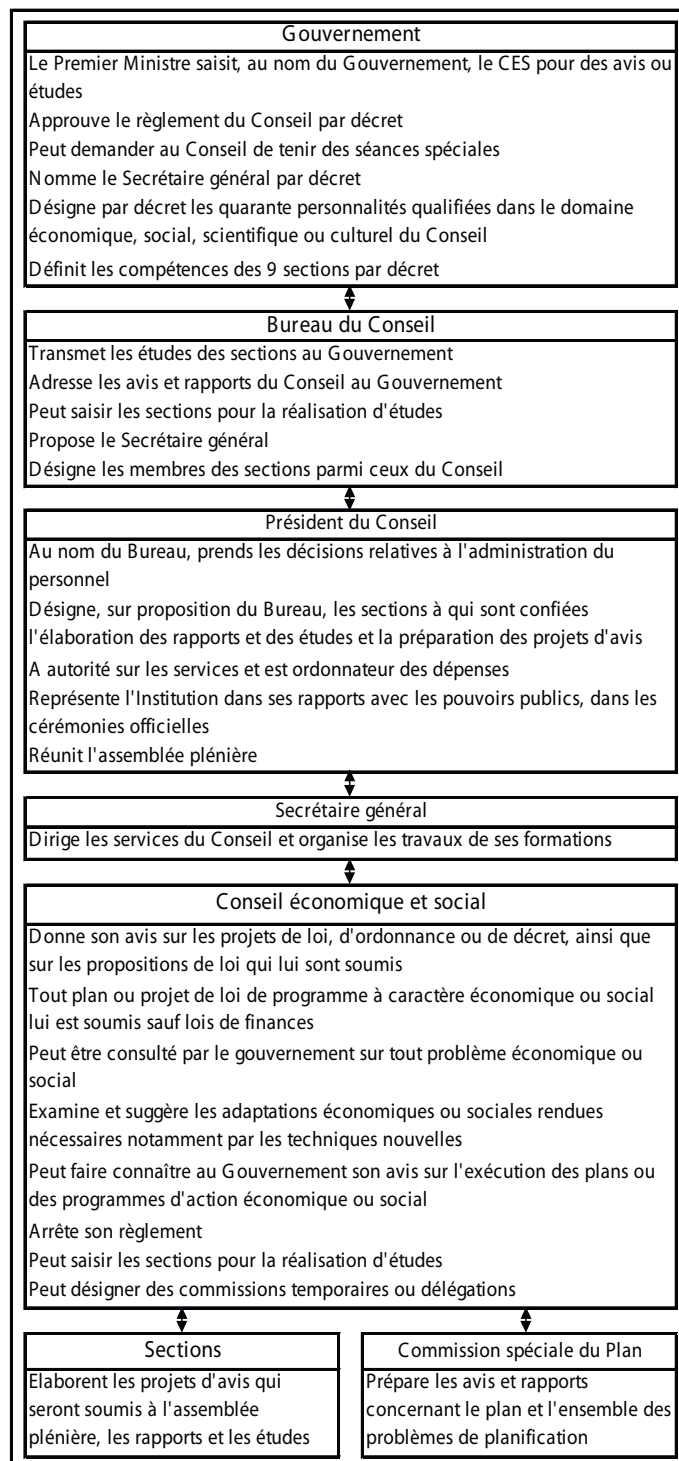 Gouvernement
Le Premier Ministre saisit, au nom du Gouvernement, le CES pour des avis ou
études
Approuve le règlement du Conseil par décret
Peut demander au Conseil de tenir des séances spéciales
Nomme le Secrétaire général par décret
Désigne par décret les quarante personnalités qualifiées dans le domaine
économique, social, scientifique ou culturel du Conseil
Définit les compétences des 9 sections par décret
Bureau du Conseil
Transmet les études des sections au Gouvernement
Adresse les avis et rapports du Conseil au Gouvernement
Peut saisir les sections pour la réalisation d'études
Propose le Secrétaire général
Désigne les membres des sections parmi ceux du Conseil
Président du Conseil
Au nom du Bureau, prends les décisions relatives à l'administration du
personnel
Désigne, sur proposition du Bureau, les sections à qui sont confiées
l'élaboration des rapports et des études et la préparation des projets d'avis
A autorité sur les services et est ordonnateur des dépenses
Représente l'Institution dans ses rapports avec les pouvoirs publics, dans les
cérémonies officielles
Réunit l'assemblée plénière
Secrétaire général
Dirige les services du Conseil et organise les travaux de ses formations
Conseil économique et social
Donne son avis sur les projets de loi, d'ordonnance ou de décret, ainsi que
sur les propositions de loi qui lui sont soumis
Tout plan ou projet de loi de programme à caractère économique ou social
lui est soumis sauf lois de finances
Peut être consulté par le gouvernement sur tout problème économique ou
social
Examine et suggère les adaptations économiques ou sociales rendues
nécessaires notamment par les techniques nouvelles
Peut faire connaître au Gouvernement son avis sur l'exécution des plans ou
des programmes d'action économique ou social
Arrête son règlement
Peut saisir les sections pour la réalisation d'études
Peut désigner des commissions temporaires ou délégations
Sections
Elaborent les projets d'avis qui
seront soumis à l'assemblée
plénière, les rapports et les études
Commission spéciale du Plan
Prépare les avis et rapports
concernant le plan et l'ensemble des
problèmes de planification